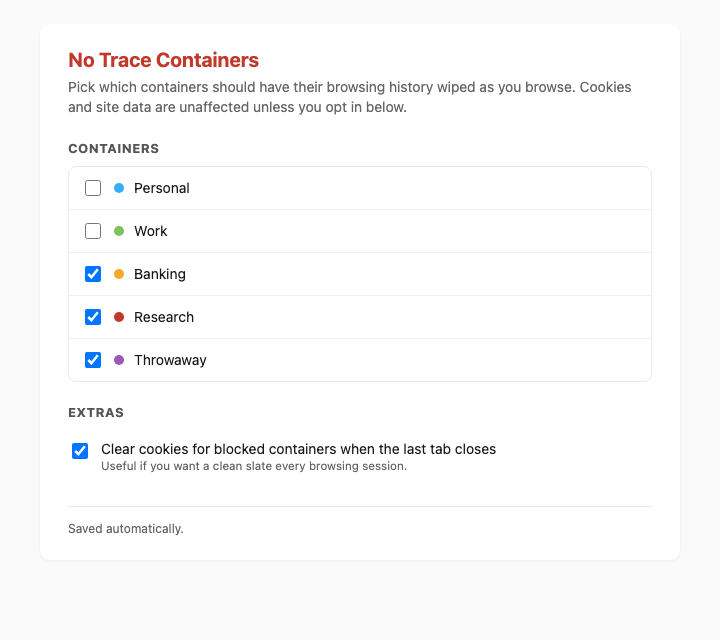 No Trace Containers
Pick which containers should have their browsing history wiped as you browse. Cookies
and site data are unaffected unless you opt in below.
CONTAINERS
Personal
Work
Banking
Research
Throwaway
EXTRAS
Clear cookies for blocked containers when the last tab closes
Useful if you want a clean slate every browsing session.
Saved automatically.